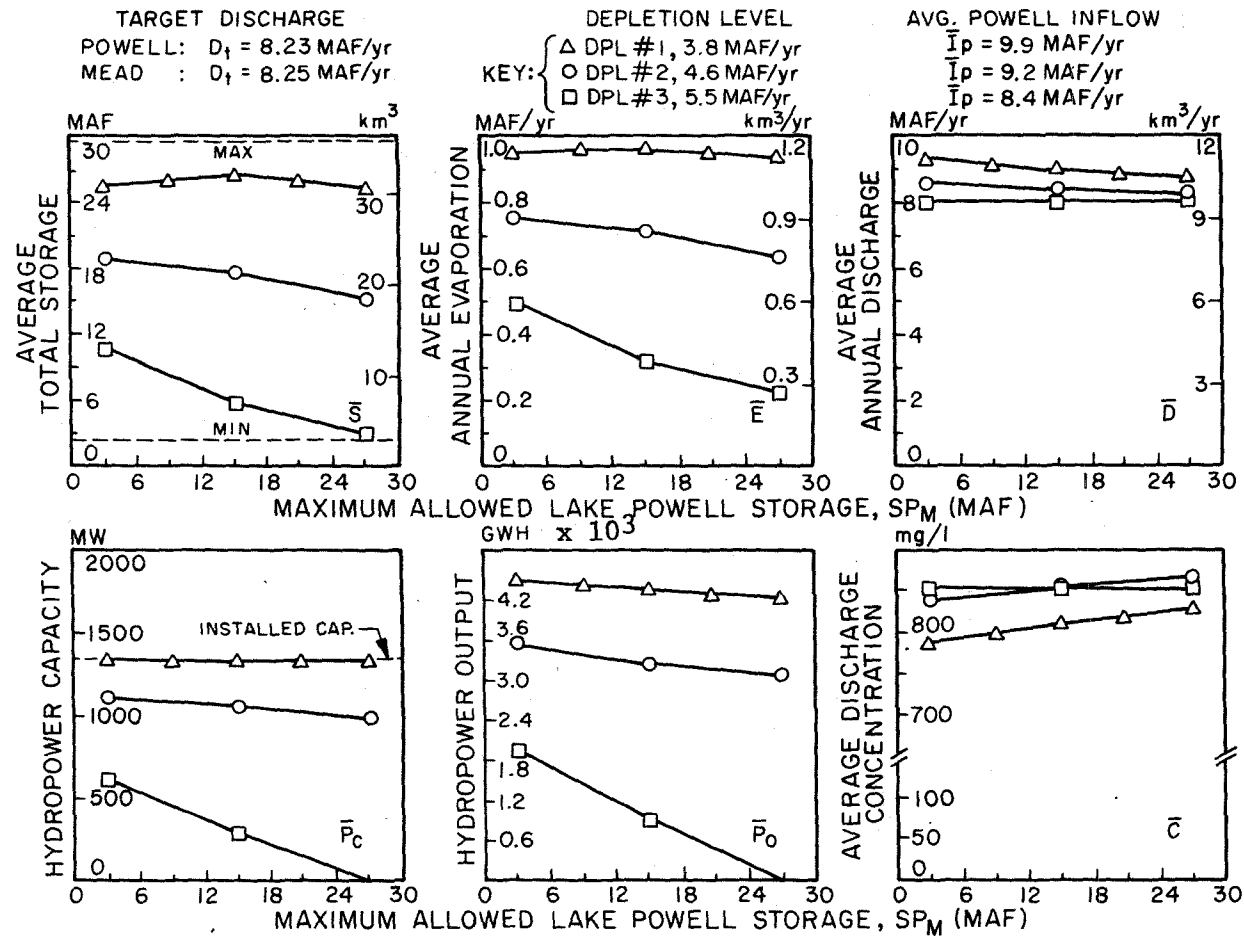 TARGET DISCHARGE
POWELL: Dt = 8.23 MAF/yr
MEAD : Dt = 8.25 MAF/yr
DEPLETION LEVEL
KEY:
△ DPL #1, 3.8 MAF/yr
○ DPL #2, 4.6 MAF/yr
□ DPL #3, 5.5 MAF/yr
AVG. POWELL INFLOW
Īp = 9.9 MAF/yr
Īp = 9.2 MAF/yr
Īp = 8.4 MAF/yr
MAF km³
AVERAGE
TOTAL STORAGE
30
24
18
12
6
0
30
20
10
MAX
MIN
S̄
0 6 12 18 24 30
MAF/yr km³/yr
AVERAGE
ANNUAL EVAPORATION
1.0
0.8
0.6
0.4
0.2
0
1.2
0.9
0.6
0.3
Ē
0 6 12 18 24 30
MAF/yr km³/yr
AVERAGE
ANNUAL DISCHARGE
10
8
6
4
2
0
12
9
6
3
D̄
0 6 12 18 24 30
MAXIMUM ALLOWED LAKE POWELL STORAGE, SPM (MAF)
MW
HYDROPOWER CAPACITY
2000
1500
1000
500
0
INSTALLED CAP.
P̄c
0 6 12 18 24 30
GWH x 10³
HYDROPOWER OUTPUT
4.2
3.6
3.0
2.4
1.8
1.2
0.6
P̄o
0 6 12 18 24 30
mg/l
AVERAGE DISCHARGE
CONCENTRATION
800
700
100
50
0
C̄
0 6 12 18 24 30
MAXIMUM ALLOWED LAKE POWELL STORAGE, SPM (MAF)